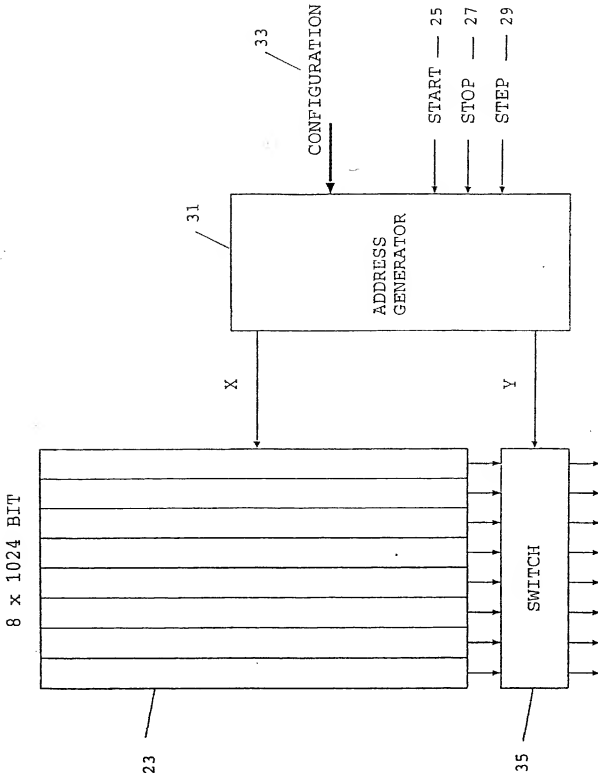 8 x 1024 BIT
23
X
31
33
CONFIGURATION
ADDRESS
GENERATOR
START — 25
STOP — 27
STEP — 29
Y
SWITCH
35